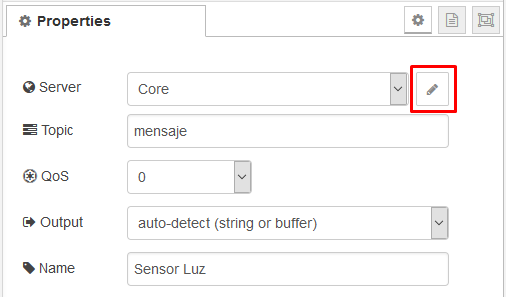 Properties
Server Core
Topic mensaje
QoS 0
Output auto-detect (string or buffer)
Name Sensor Luz